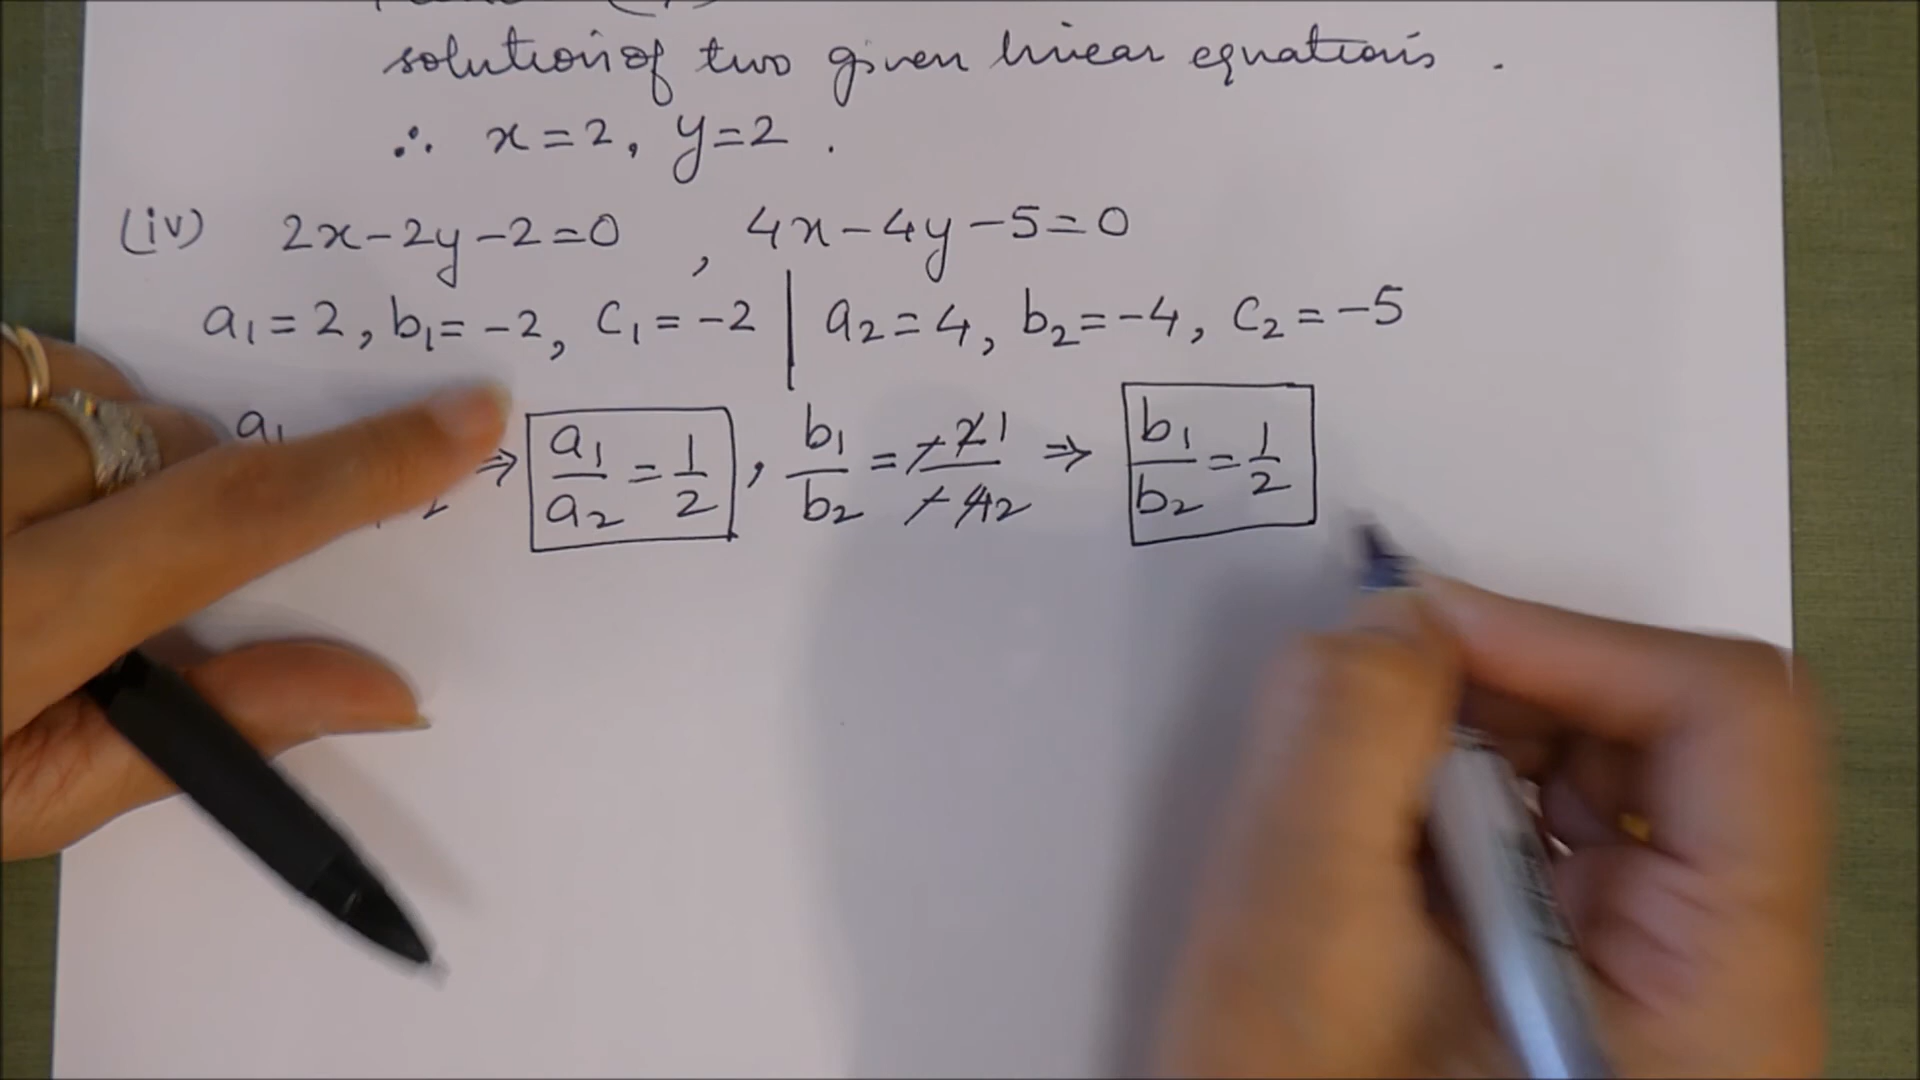 solution of two given linear equations .
∴ x=2, y=2 .
(iv) 2x-2y-2=0 , 4x-4y-5=0
a₁=2, b₁=-2, c₁=-2 | a₂=4, b₂=-4, c₂=-5
a₁ ⇒ a₁/a₂ = 1/2, b₁/b₂ = -2 1/-4 2 ⇒ b₁/b₂ = 1/2